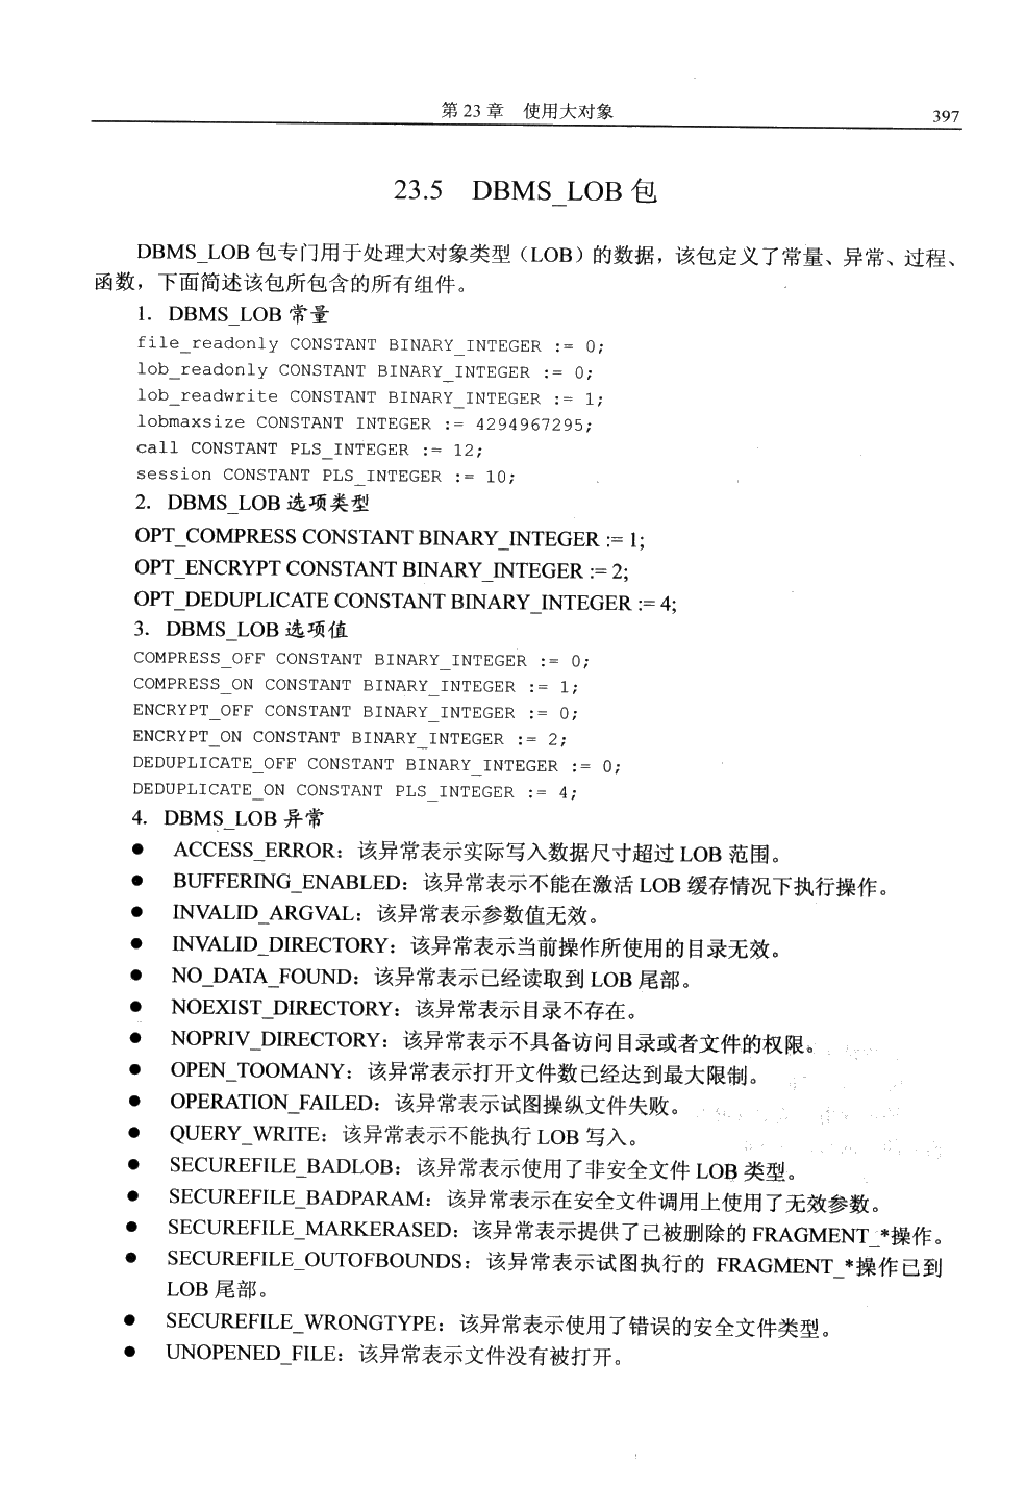 第 23 章　使用大对象
397
23.5　DBMS_LOB 包
DBMS_LOB 包专门用于处理大对象类型（LOB）的数据，该包定义了常量、异常、过程、
函数，下面简述该包所包含的所有组件。
1．DBMS_LOB 常量
file_readonly CONSTANT BINARY_INTEGER := 0;
lob_readonly CONSTANT BINARY_INTEGER := 0;
lob_readwrite CONSTANT BINARY_INTEGER := 1;
lobmaxsize CONSTANT INTEGER := 4294967295;
call CONSTANT PLS_INTEGER := 12;
session CONSTANT PLS_INTEGER := 10;
2．DBMS_LOB 选项类型
OPT_COMPRESS CONSTANT BINARY_INTEGER := 1;
OPT_ENCRYPT CONSTANT BINARY_INTEGER := 2;
OPT_DEDUPLICATE CONSTANT BINARY_INTEGER := 4;
3．DBMS_LOB 选项值
COMPRESS_OFF CONSTANT BINARY_INTEGER := 0;
COMPRESS_ON CONSTANT BINARY_INTEGER := 1;
ENCRYPT_OFF CONSTANT BINARY_INTEGER := 0;
ENCRYPT_ON CONSTANT BINARY_INTEGER := 2;
DEDUPLICATE_OFF CONSTANT BINARY_INTEGER := 0;
DEDUPLICATE_ON CONSTANT PLS_INTEGER := 4;
4．DBMS_LOB 异常
● ACCESS_ERROR：该异常表示实际写入数据尺寸超过 LOB 范围。
● BUFFERING_ENABLED：该异常表示不能在激活 LOB 缓存情况下执行操作。
● INVALID_ARGVAL：该异常表示参数值无效。
● INVALID_DIRECTORY：该异常表示当前操作所使用的目录无效。
● NO_DATA_FOUND：该异常表示已经读取到 LOB 尾部。
● NOEXIST_DIRECTORY：该异常表示目录不存在。
● NOPRIV_DIRECTORY：该异常表示不具备访问目录或者文件的权限。
● OPEN_TOOMANY：该异常表示打开文件数已经达到最大限制。
● OPERATION_FAILED：该异常表示试图操纵文件失败。
● QUERY_WRITE：该异常表示不能执行 LOB 写入。
● SECUREFILE_BADLOB：该异常表示使用了非安全文件 LOB 类型。
● SECUREFILE_BADPARAM：该异常表示在安全文件调用上使用了无效参数。
● SECUREFILE_MARKERASED：该异常表示提供了已被删除的 FRAGMENT_*操作。
● SECUREFILE_OUTOFBOUNDS：该异常表示试图执行的 FRAGMENT_*操作已到
LOB 尾部。
● SECUREFILE_WRONGTYPE：该异常表示使用了错误的安全文件类型。
● UNOPENED_FILE：该异常表示文件没有被打开。